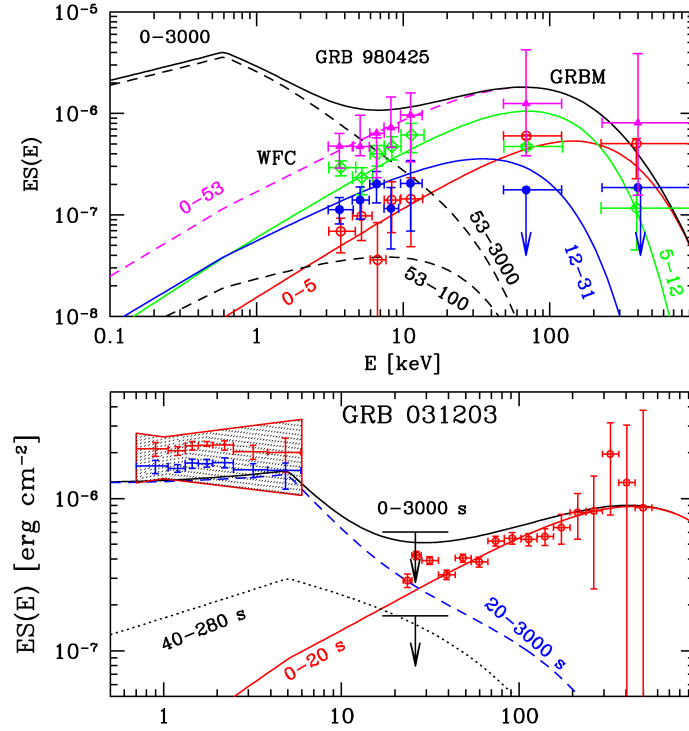 10⁻⁵
0−3000
GRB 980425
GRBM
10⁻⁶
WFC
ES(E)
0−53
10⁻⁷
53−3000
0−5
53−100
12−31
5−12
10⁻⁸
0.1 1 10 100
E [keV]
GRB 031203
ES(E) [erg cm⁻²]
10⁻⁶
0−3000 s
40−280 s
20−3000 s
0−20 s
10⁻⁷
1 10 100